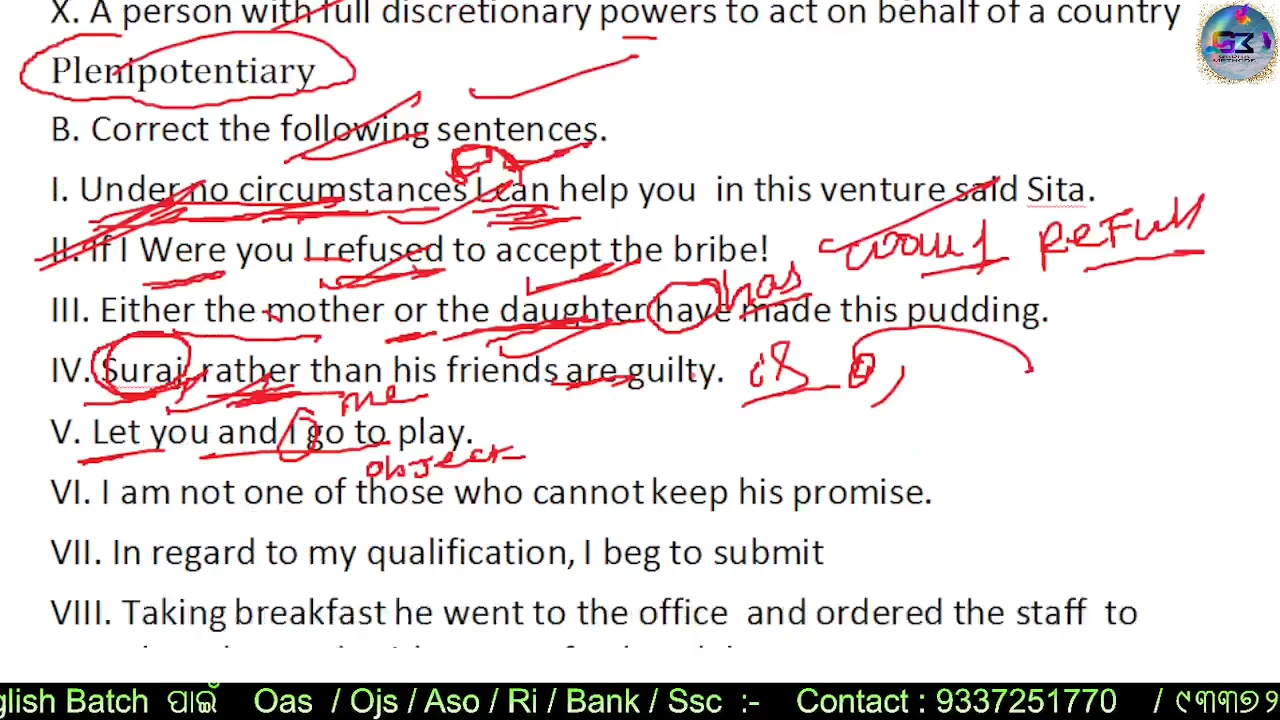 X. A person with full discretionary powers to act on behalf of a country
Plenipotentiary
B. Correct the following sentences.
I. Under no circumstances I can help you in this venture said Sita.
II. If I Were you I refused to accept the bribe!
III. Either the mother or the daughter have made this pudding.
has
IV. Suraj, rather than his friends are guilty.
is
V. Let you and I go to play.
me
object
VI. I am not one of those who cannot keep his promise.
VII. In regard to my qualification, I beg to submit
VIII. Taking breakfast he went to the office and ordered the staff to
glish Batch ପାଇଁ Oas / Ojs / Aso / Ri / Bank / Ssc :- Contact : 9337251770 / ୯୩୩୭୨